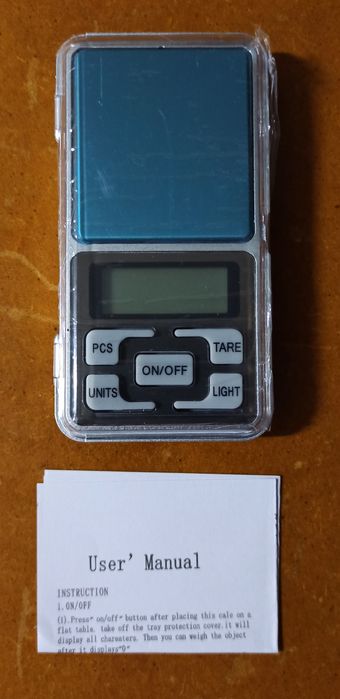 PCS
TARE
ON/OFF
UNITS
LIGHT
User' Manual
INSTRUCTION
1.ON/OFF
(1).Press" on/off" button after placing this cale on a
flat table. take off the tray protection cover.it will
display all chareaters. Then you can weigh the object
after it displays"0"